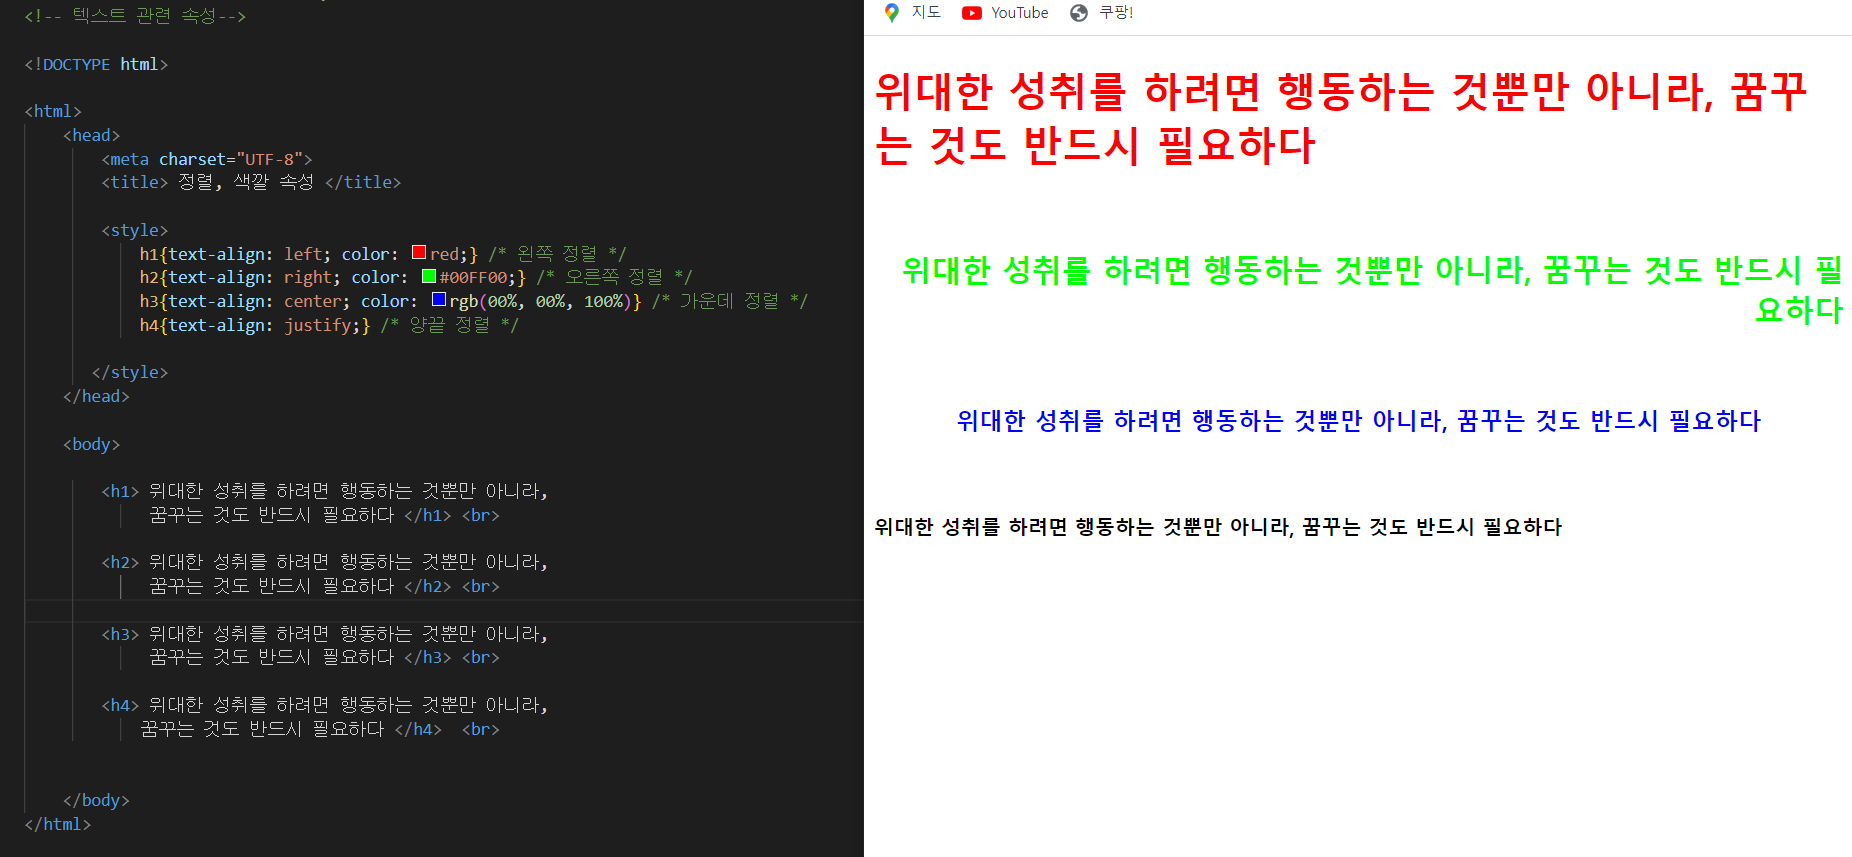 <!-- 텍스트 관련 속성-->
<!DOCTYPE html>
<html>
<head>
<meta charset="UTF-8">
<title> 정렬, 색깔 속성 </title>
<style>
h1{text-align: left; color: red;} /* 왼쪽 정렬 */
h2{text-align: right; color: #00FF00;} /* 오른쪽 정렬 */
h3{text-align: center; color: rgb(00%, 00%, 100%)} /* 가운데 정렬 */
h4{text-align: justify;} /* 양끝 정렬 */
</style>
</head>
<body>
<h1> 위대한 성취를 하려면 행동하는 것뿐만 아니라,
꿈꾸는 것도 반드시 필요하다 </h1> <br>
<h2> 위대한 성취를 하려면 행동하는 것뿐만 아니라,
꿈꾸는 것도 반드시 필요하다 </h2> <br>
<h3> 위대한 성취를 하려면 행동하는 것뿐만 아니라,
꿈꾸는 것도 반드시 필요하다 </h3> <br>
<h4> 위대한 성취를 하려면 행동하는 것뿐만 아니라,
꿈꾸는 것도 반드시 필요하다 </h4> <br>
</body>
</html>
지도 YouTube 쿠팡!
위대한 성취를 하려면 행동하는 것뿐만 아니라, 꿈꾸
는 것도 반드시 필요하다
위대한 성취를 하려면 행동하는 것뿐만 아니라, 꿈꾸는 것도 반드시 필
요하다
위대한 성취를 하려면 행동하는 것뿐만 아니라, 꿈꾸는 것도 반드시 필요하다
위대한 성취를 하려면 행동하는 것뿐만 아니라, 꿈꾸는 것도 반드시 필요하다